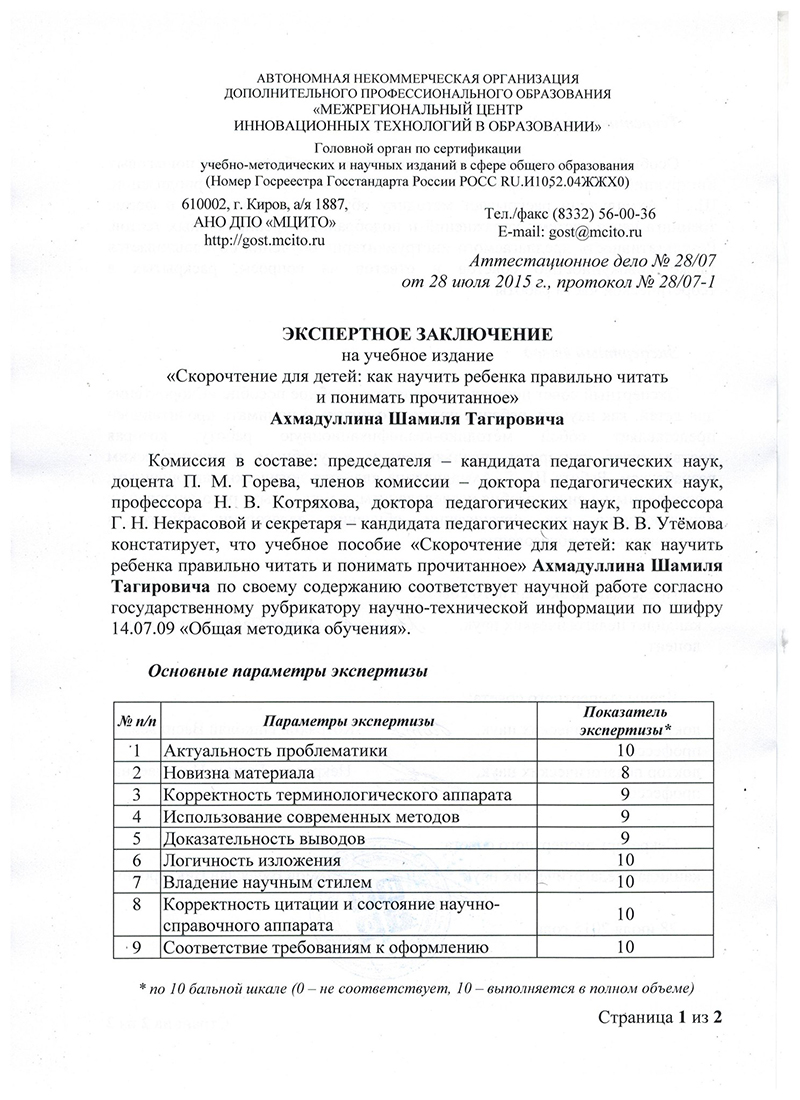 АВТОНОМНАЯ НЕКОММЕРЧЕСКАЯ ОРГАНИЗАЦИЯ
ДОПОЛНИТЕЛЬНОГО ПРОФЕССИОНАЛЬНОГО ОБРАЗОВАНИЯ
«МЕЖРЕГИОНАЛЬНЫЙ ЦЕНТР
ИННОВАЦИОННЫХ ТЕХНОЛОГИЙ В ОБРАЗОВАНИИ»
Головной орган по сертификации
учебно-методических и научных изданий в сфере общего образования
(Номер Госреестра Госстандарта России РОСС RU.И1052.04ЖЖХ0)
610002, г. Киров, а/я 1887,
АНО ДПО «МЦИТО»
http://gost.mcito.ru
Тел./факс (8332) 56-00-36
E-mail: gost@mcito.ru
Аттестационное дело № 28/07
от 28 июля 2015 г., протокол № 28/07-1
ЭКСПЕРТНОЕ ЗАКЛЮЧЕНИЕ
на учебное издание
«Скорочтение для детей: как научить ребенка правильно читать
и понимать прочитанное»
Ахмадуллина Шамиля Тагировича
Комиссия в составе: председателя – кандидата педагогических наук,
доцента П. М. Горева, членов комиссии – доктора педагогических наук,
профессора Н. В. Котряхова, доктора педагогических наук, профессора
Г. Н. Некрасовой и секретаря – кандидата педагогических наук В. В. Утёмова
констатирует, что учебное пособие «Скорочтение для детей: как научить
ребенка правильно читать и понимать прочитанное» Ахмадуллина Шамиля
Тагировича по своему содержанию соответствует научной работе согласно
государственному рубрикатору научно-технической информации по шифру
14.07.09 «Общая методика обучения».
Основные параметры экспертизы
№ п/п Параметры экспертизы Показатель
экспертизы*
1 Актуальность проблематики 10
2 Новизна материала 8
3 Корректность терминологического аппарата 9
4 Использование современных методов 9
5 Доказательность выводов 9
6 Логичность изложения 10
7 Владение научным стилем 10
8 Корректность цитации и состояние научно-
справочного аппарата 10
9 Соответствие требованиям к оформлению 10
* по 10 бальной шкале (0 – не соответствует, 10 – выполняется в полном объеме)
Страница 1 из 2